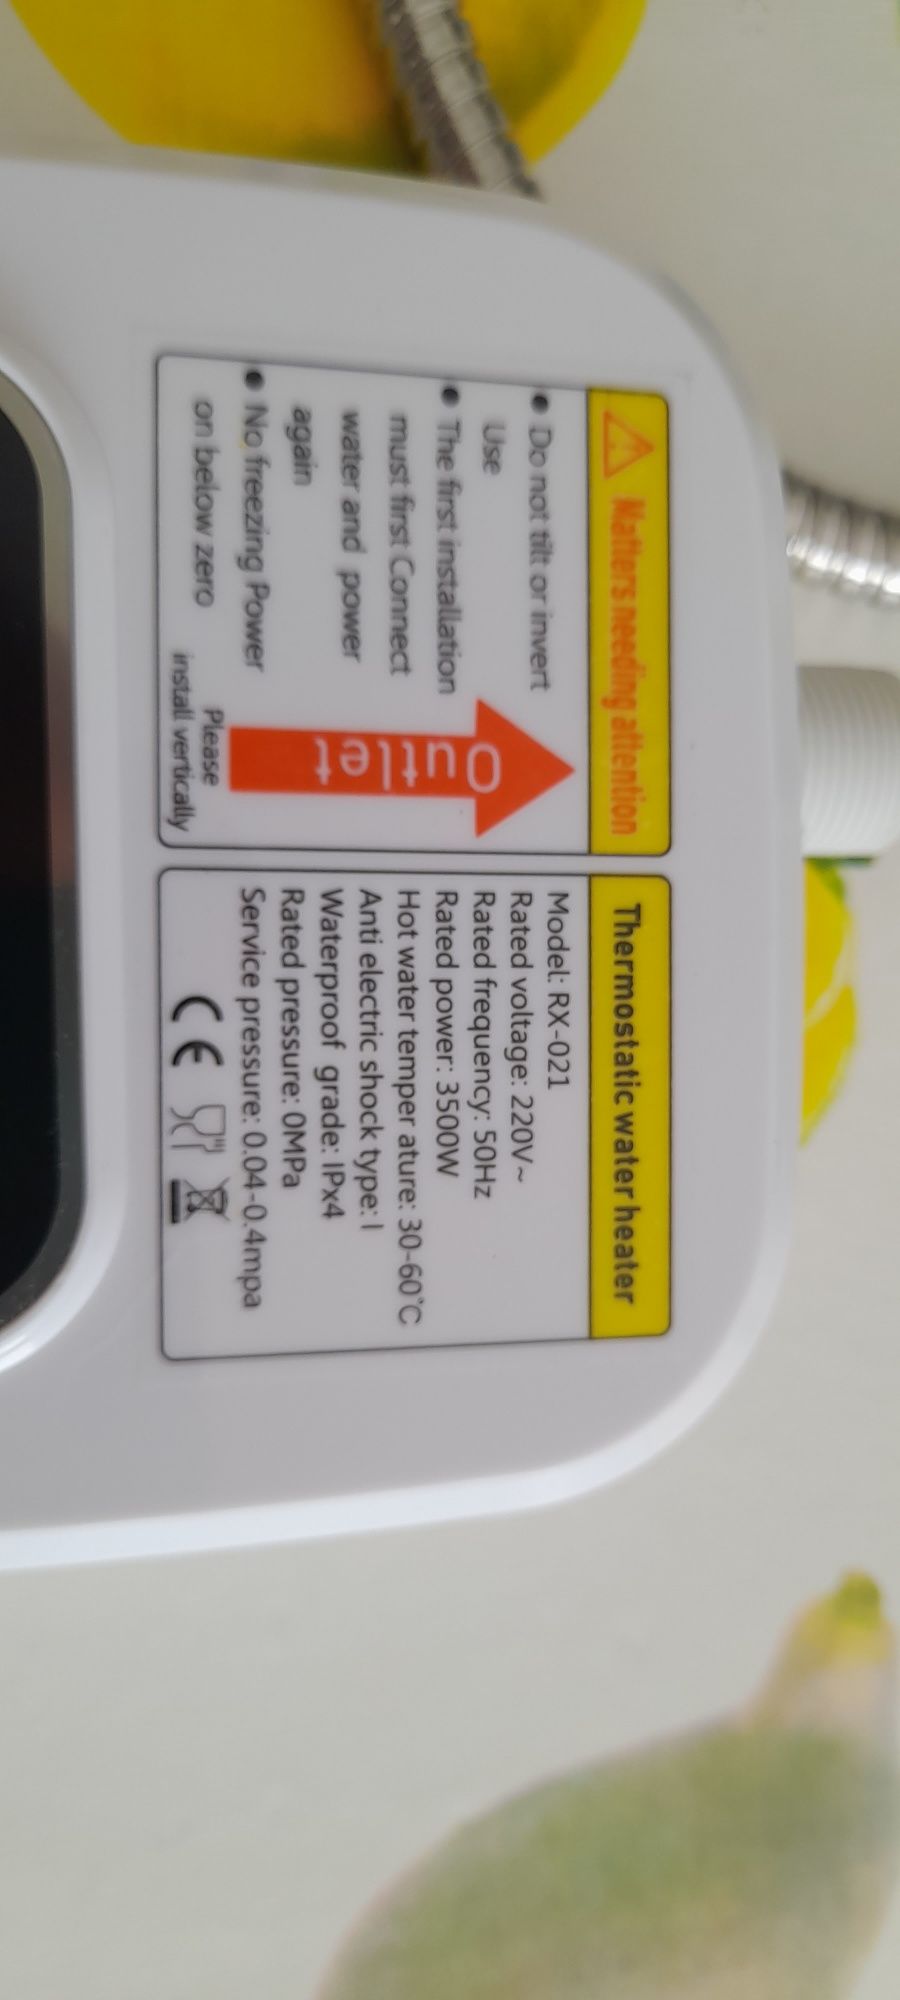 Matters needing attention
● Do not tilt or invert
Use
● The first installation
must first Connect
water and power
again
● No freezing Power
on below zero
O
ut
l
et
Please
install vertically
Thermostatic water heater
Model: RX-021
Rated voltage: 220V~
Rated frequency: 50Hz
Rated power: 3500W
Hot water temper ature: 30-60°C
Anti electric shock type: I
Waterproof grade: IPx4
Rated pressure: 0MPa
Service pressure: 0.04-0.4mpa
CE